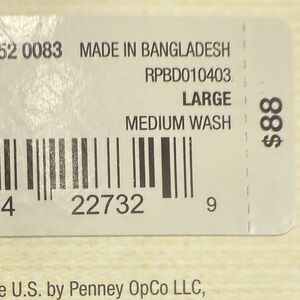 52 0083 MADE IN BANGLADESH
RPBD010403
LARGE
MEDIUM WASH
$88
4 22732 9
U.S. by Penney OpCo LLC,